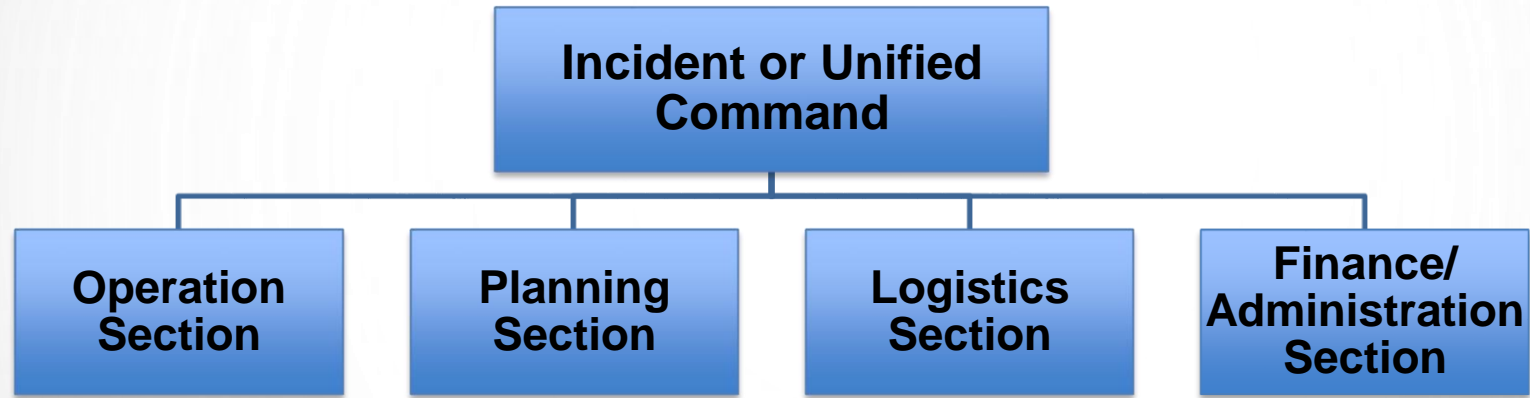 Incident or Unified
Command
Operation
Section
Planning
Section
Logistics
Section
Finance/
Administration
Section